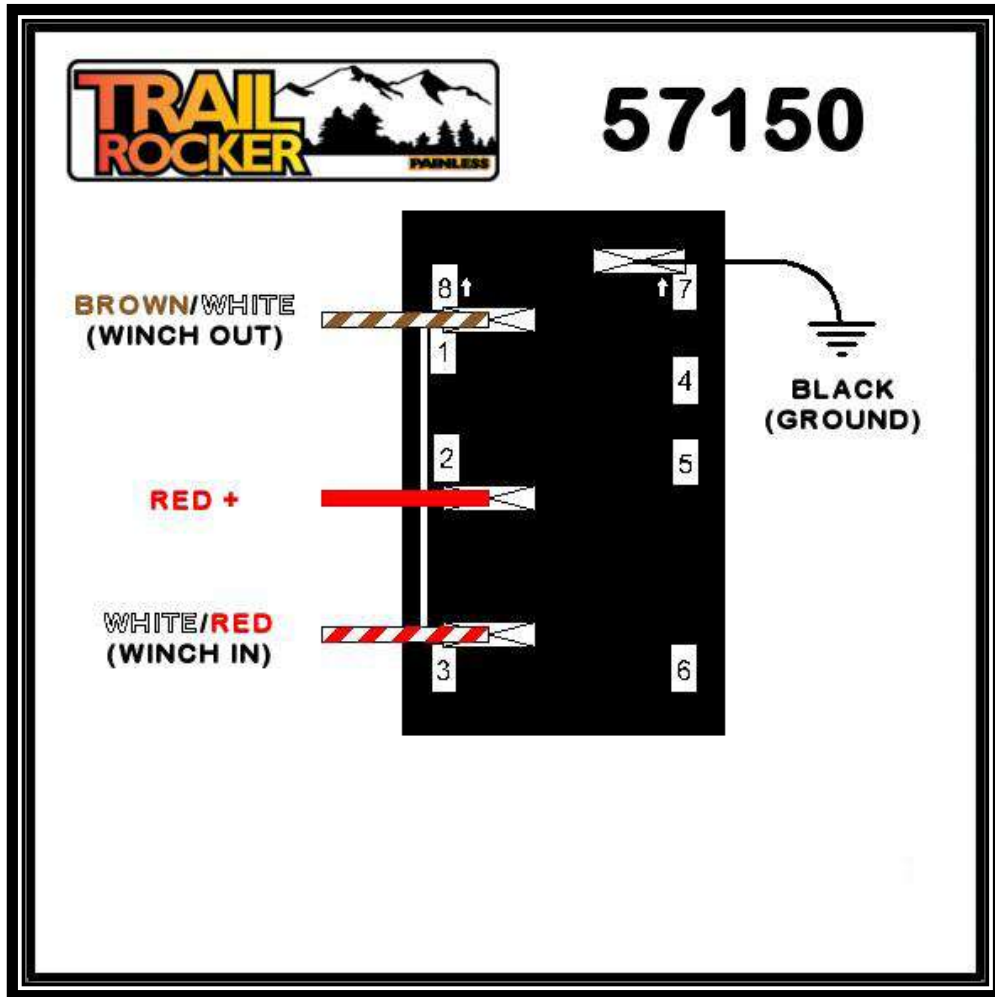 TRAIL
ROCKER
PAINLESS
57150
8
7
BROWN/WHITE
(WINCH OUT)
1
4
BLACK
(GROUND)
2
5
RED +
WHITE/RED
(WINCH IN)
3
6